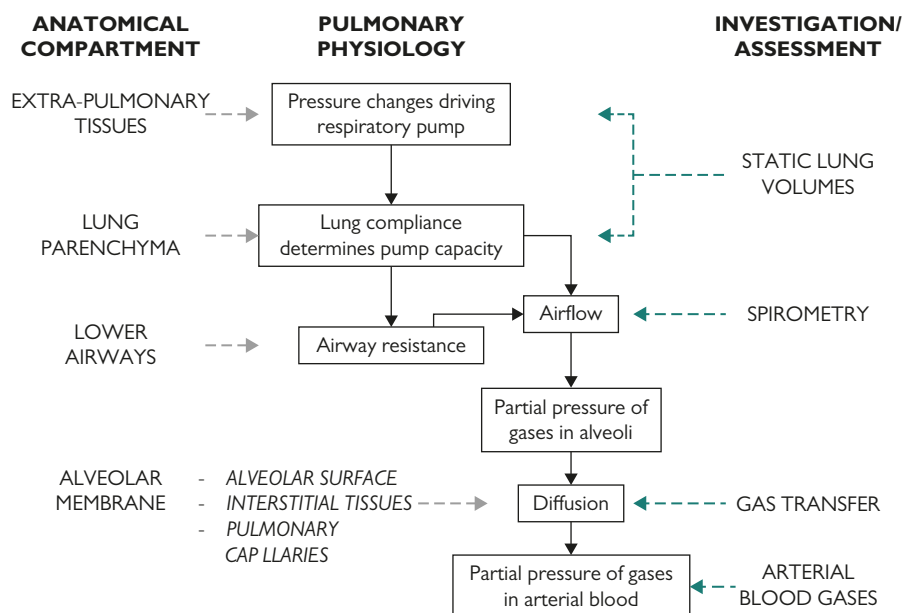 ANATOMICAL
COMPARTMENT
PULMONARY
PHYSIOLOGY
INVESTIGATION/
ASSESSMENT
EXTRA-PULMONARY
TISSUES
Pressure changes driving
respiratory pump
STATIC LUNG
VOLUMES
LUNG
PARENCHYMA
Lung compliance
determines pump capacity
Airflow
SPIROMETRY
LOWER
AIRWAYS
Airway resistance
Partial pressure of
gases in alveoli
ALVEOLAR
MEMBRANE
- ALVEOLAR SURFACE
- INTERSTITIAL TISSUES
- PULMONARY
CAP LLARIES
Diffusion
GAS TRANSFER
Partial pressure of gases
in arterial blood
ARTERIAL
BLOOD GASES